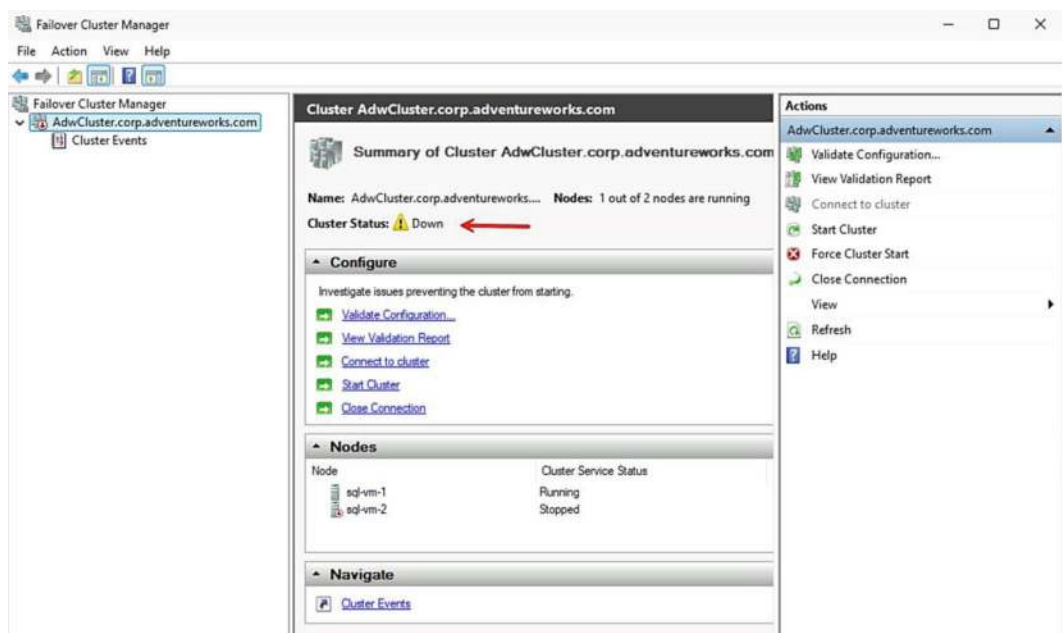 Failover Cluster Manager
File Action View Help
Failover Cluster Manager
AdwCluster.corp.adventureworks.com
Cluster Events
Cluster AdwCluster.corp.adventureworks.com
Summary of Cluster AdwCluster.corp.adventureworks.com
Name: AdwCluster.corp.adventureworks.... Nodes: 1 out of 2 nodes are running
Cluster Status: Down
Configure
Investigate issues preventing the cluster from starting.
Validate Configuration...
View Validation Report
Connect to cluster
Start Cluster
Close Connection
Nodes
Node Cluster Service Status
sql-vm-1 Running
sql-vm-2 Stopped
Navigate
Cluster Events
Actions
AdwCluster.corp.adventureworks.com
Validate Configuration...
View Validation Report
Connect to cluster
Start Cluster
Force Cluster Start
Close Connection
View
Refresh
Help